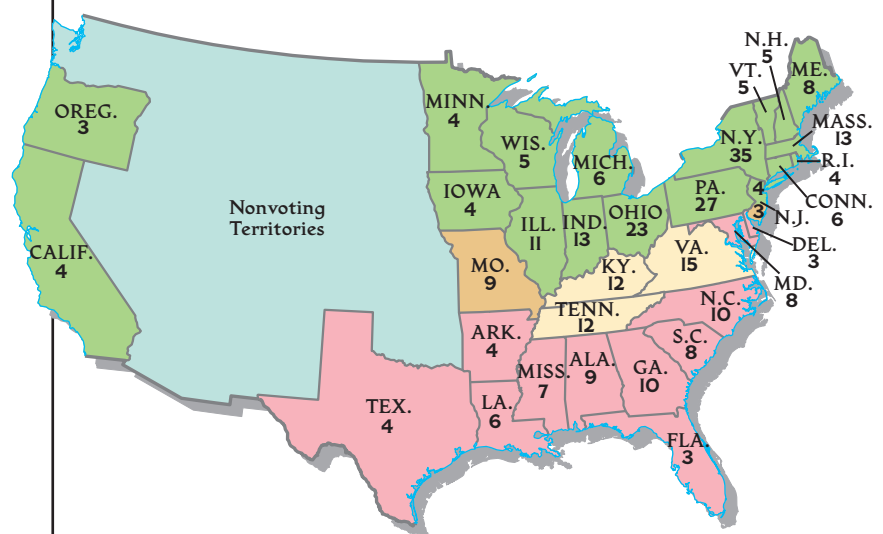 N.H.
5
VT.
5
ME.
8
OREG.
3
MINN.
4
MASS.
13
N.Y.
35
WIS.
5
MICH.
6
R.I.
4
PA.
27
4
CONN.
6
IOWA
4
Nonvoting
Territories
ILL.
11
IND.
13
OHIO
23
3
N.J.
DEL.
3
CALIF.
4
MO.
9
KY.
12
VA.
15
MD.
8
TENN.
12
N.C.
10
ARK.
4
S.C.
8
MISS.
7
ALA.
9
GA.
10
TEX.
4
LA.
6
FLA.
3